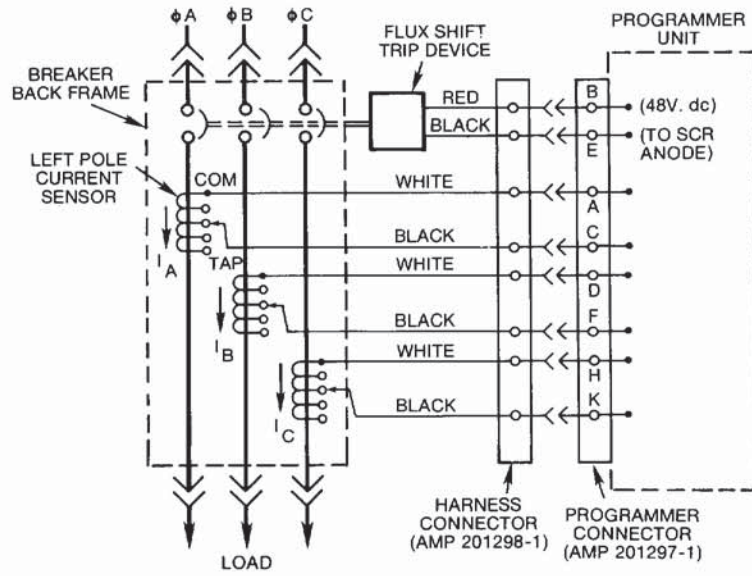 ϕA ϕB ϕC
BREAKER
BACK FRAME
FLUX SHIFT
TRIP DEVICE
PROGRAMMER
UNIT
RED
B
(48V. dc)
BLACK
E
(TO SCR
ANODE)
LEFT POLE
CURRENT
SENSOR
COM
WHITE
A
I A
TAP
BLACK
C
WHITE
D
I B
BLACK
F
WHITE
H
I C
BLACK
K
LOAD
HARNESS
CONNECTOR
(AMP 201298-1)
PROGRAMMER
CONNECTOR
(AMP 201297-1)